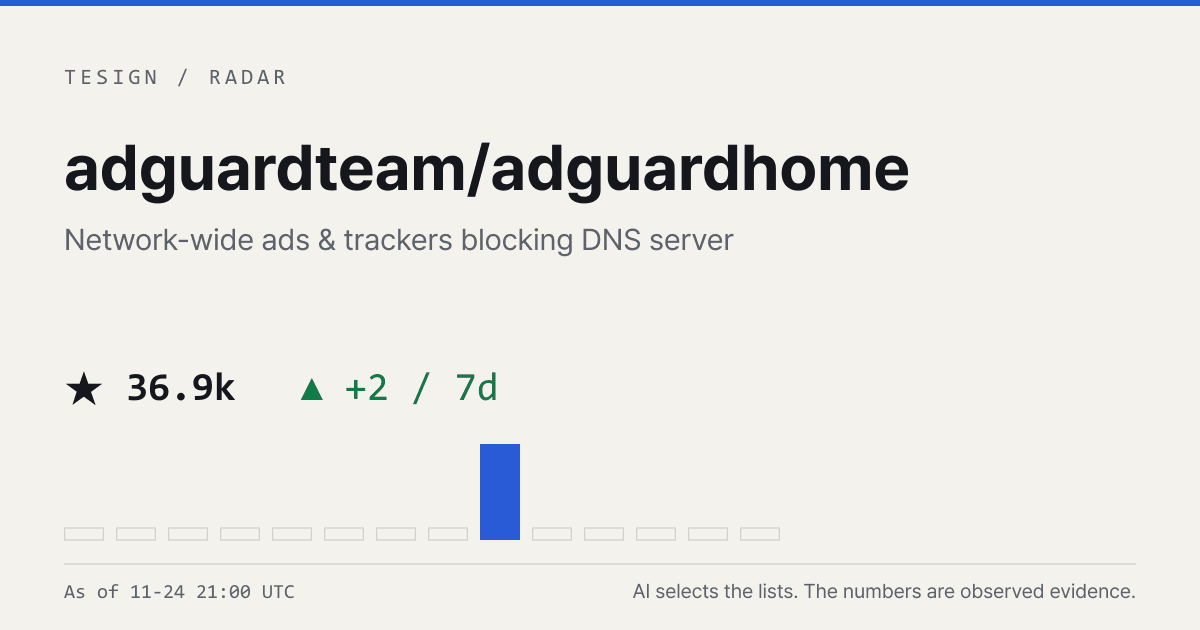 TESIGN / RADAR
adguardteam/adguardhome
Network-wide ads & trackers blocking DNS server
★ 36.9k ▲ +2 / 7d
As of 11-24 21:00 UTC
AI selects the lists. The numbers are observed evidence.